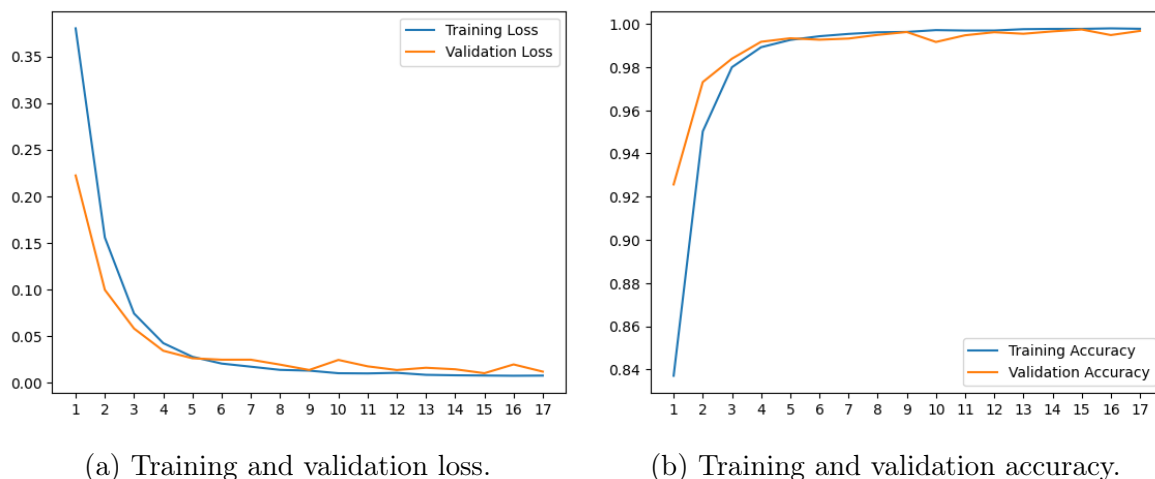 Training Loss
Validation Loss
0.35
0.30
0.25
0.20
0.15
0.10
0.05
0.00
1 2 3 4 5 6 7 8 9 10 11 12 13 14 15 16 17
(a) Training and validation loss.
1.00
0.98
0.96
0.94
0.92
0.90
0.88
0.86
0.84
Training Accuracy
Validation Accuracy
1 2 3 4 5 6 7 8 9 10 11 12 13 14 15 16 17
(b) Training and validation accuracy.